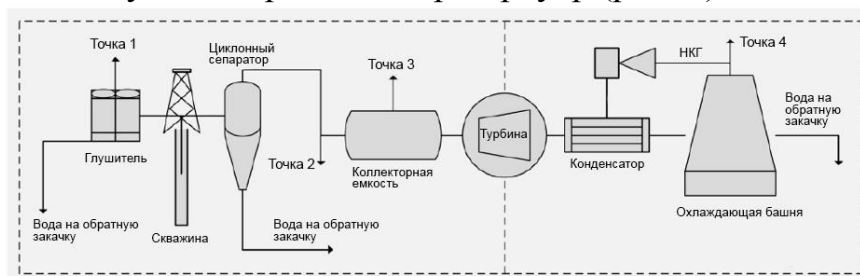 Точка 1
Циклонный
сепаратор
Точка 3
НКГ
Точка 4
Вода на
обратную
закачку
Турбина
Глушитель
Точка 2
Коллекторная
емкость
Конденсатор
Охлаждающая башня
Вода на обратную
закачку
Скважина
Вода на обратную
закачку